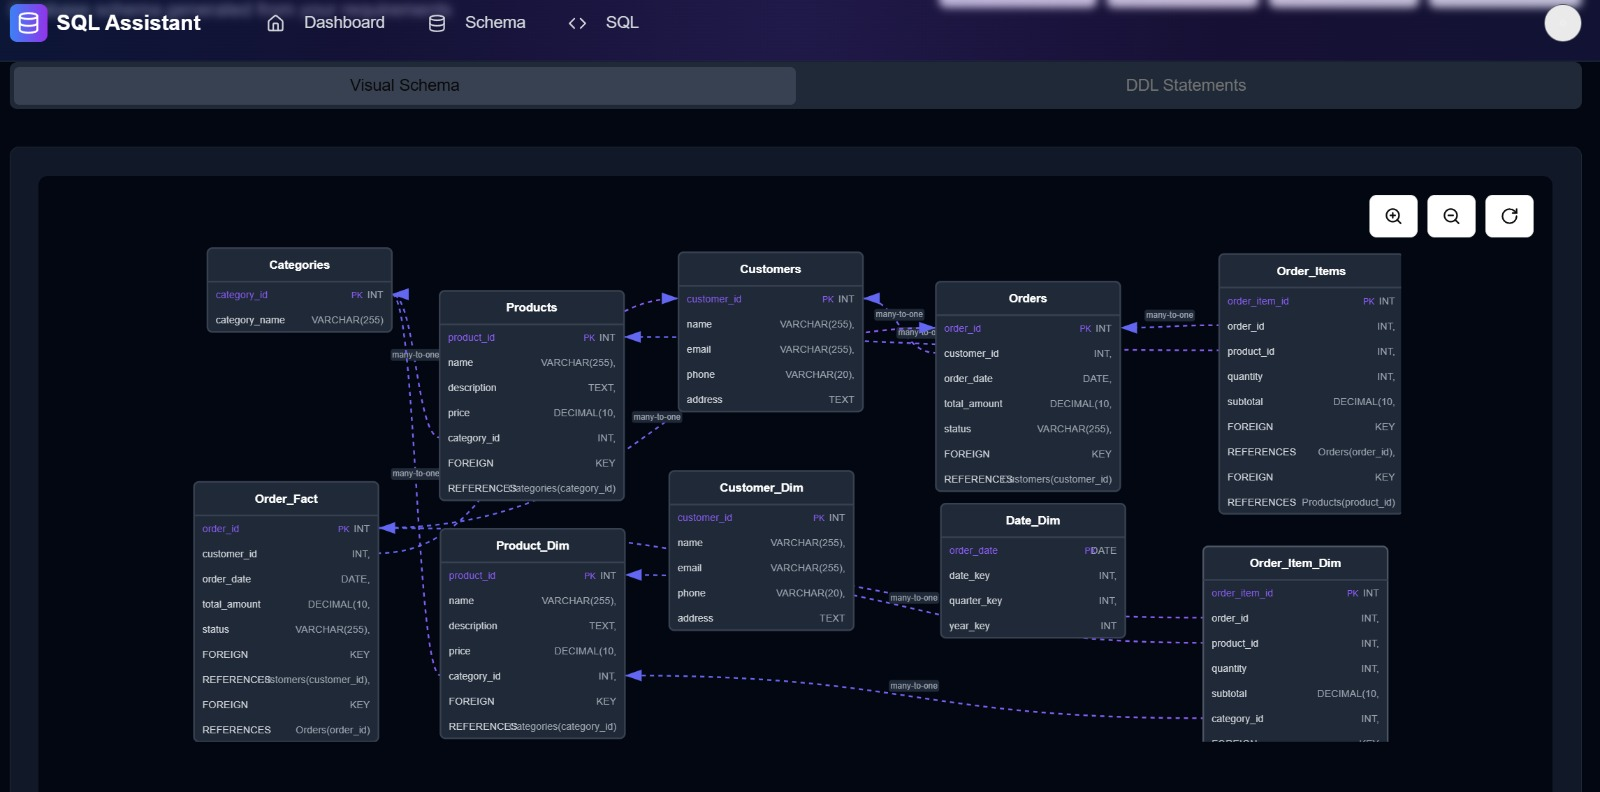 SQL Assistant
Dashboard
Schema
SQL
Visual Schema
DDL Statements
Categories
category_id PK INT
category_name VARCHAR(255)
Products
product_id PK INT
name VARCHAR(255),
description TEXT,
price DECIMAL(10,
category_id INT,
FOREIGN KEY
REFERENCES Categories(category_id)
Customers
customer_id PK INT
name VARCHAR(255),
email VARCHAR(255),
phone VARCHAR(20),
address TEXT
Orders
order_id PK INT
customer_id INT,
order_date DATE,
total_amount DECIMAL(10,
status VARCHAR(255),
FOREIGN KEY
REFERENCES Customers(customer_id)
Order_Items
order_item_id PK INT
order_id INT,
product_id INT,
quantity INT,
subtotal DECIMAL(10,
FOREIGN KEY
REFERENCES Orders(order_id),
FOREIGN KEY
REFERENCES Products(product_id)
many-to-one
many-to-o
many-to-one
many-to-one
many-to-one
many-to-one
Order_Fact
order_id PK INT
customer_id INT,
order_date DATE,
total_amount DECIMAL(10,
status VARCHAR(255),
FOREIGN KEY
REFERENCES stomers(customer_id),
FOREIGN KEY
REFERENCES Orders(order_id)
Product_Dim
product_id PK INT
name VARCHAR(255),
description TEXT,
price DECIMAL(10,
category_id INT,
FOREIGN KEY
REFERENCES Categories(category_id)
Customer_Dim
customer_id PK INT
name VARCHAR(255),
email VARCHAR(255),
phone VARCHAR(20),
address TEXT
Date_Dim
order_date PK DATE
date_key INT,
quarter_key INT,
year_key INT
many-to-one
many-to-one
Order_Item_Dim
order_item_id PK INT
order_id INT,
product_id INT,
quantity INT,
subtotal DECIMAL(10,
category_id INT,